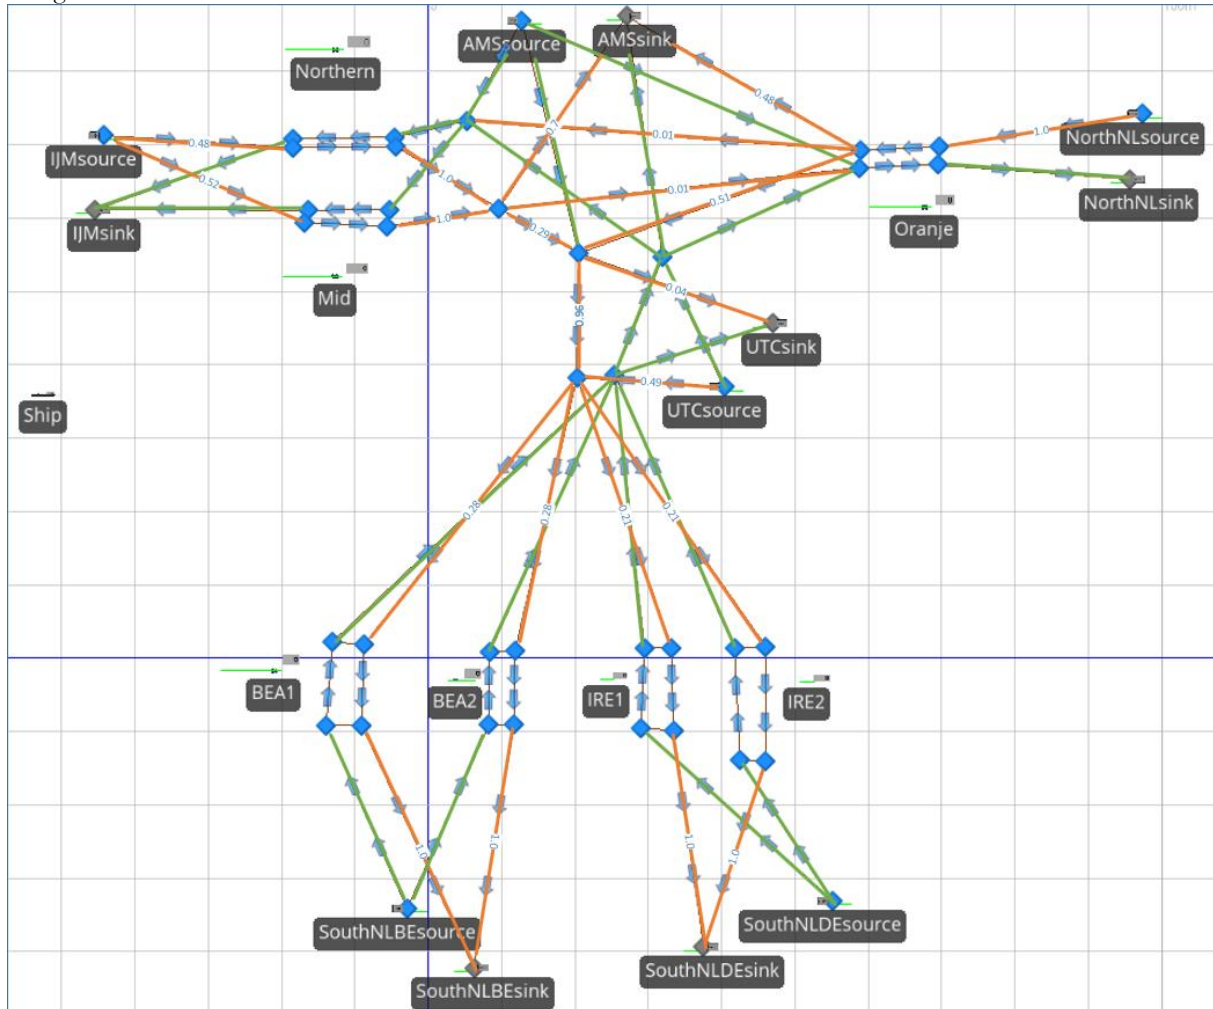 AMSsource
AMSsink
Northern
0.48
NorthNLsource
1.0
IJMsource
0.48
0.7
0.01
0.52
1.0
0.01
NorthNLsink
IJMsink
1.0
0.51
Oranje
0.29
Mid
0.04
0.96
UTCsink
0.49
Ship
UTCsource
0.28
0.28
0.21
0.21
BEA1
BEA2
IRE1
IRE2
1.0
1.0
1.0
1.0
SouthNLBEsource
SouthNLDEsource
SouthNLBEsink
SouthNLDEsink